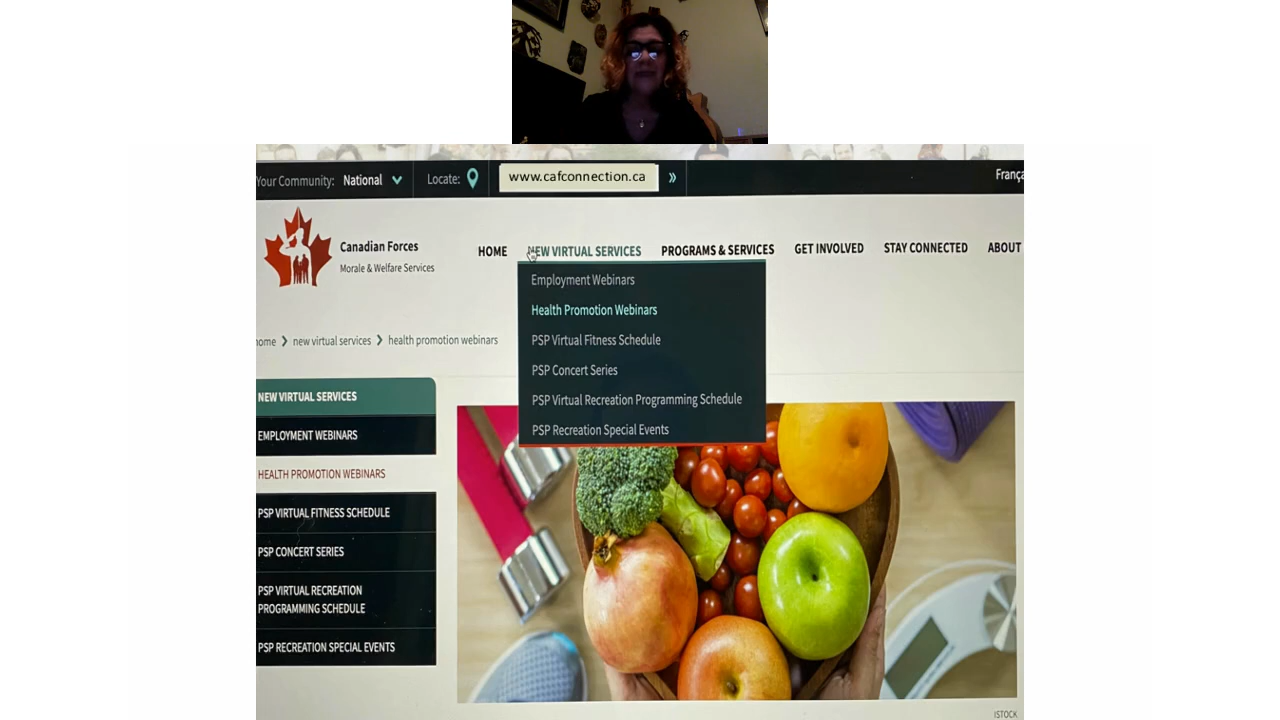 Your Community: National
Locate:
www.cafconnection.ca
»
França
Canadian Forces
Morale & Welfare Services
HOME
NEW VIRTUAL SERVICES
PROGRAMS & SERVICES
GET INVOLVED
STAY CONNECTED
ABOUT
Employment Webinars
Health Promotion Webinars
PSP Virtual Fitness Schedule
PSP Concert Series
PSP Virtual Recreation Programming Schedule
PSP Recreation Special Events
home > new virtual services > health promotion webinars
NEW VIRTUAL SERVICES
EMPLOYMENT WEBINARS
HEALTH PROMOTION WEBINARS
PSP VIRTUAL FITNESS SCHEDULE
PSP CONCERT SERIES
PSP VIRTUAL RECREATION
PROGRAMMING SCHEDULE
PSP RECREATION SPECIAL EVENTS
ISTOCK